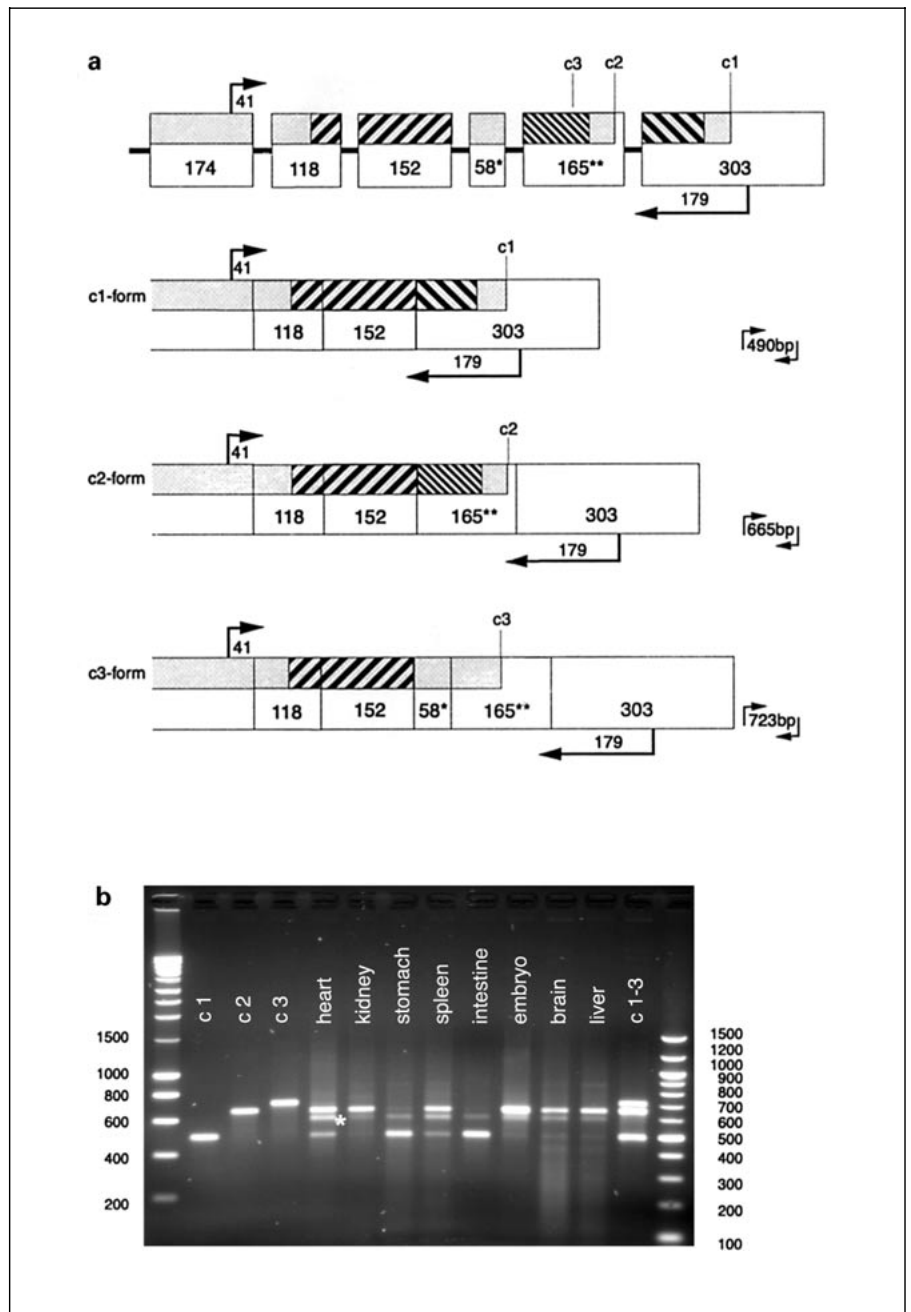 a
c3 c2 c1
41
174 118 152 58* 165** 303
179
c1
41
c1-form
118 152 303
179
490bp
c2
41
c2-form
118 152 165** 303
179
665bp
c3
41
c3-form
118 152 58* 165** 303
179
723bp
b
c 1 c 2 c 3 heart kidney stomach spleen intestine embryo brain liver c 1-3
*
1500
1000
800
600
400
200
1500
1200
1000
900
800
700
600
500
400
300
200
100